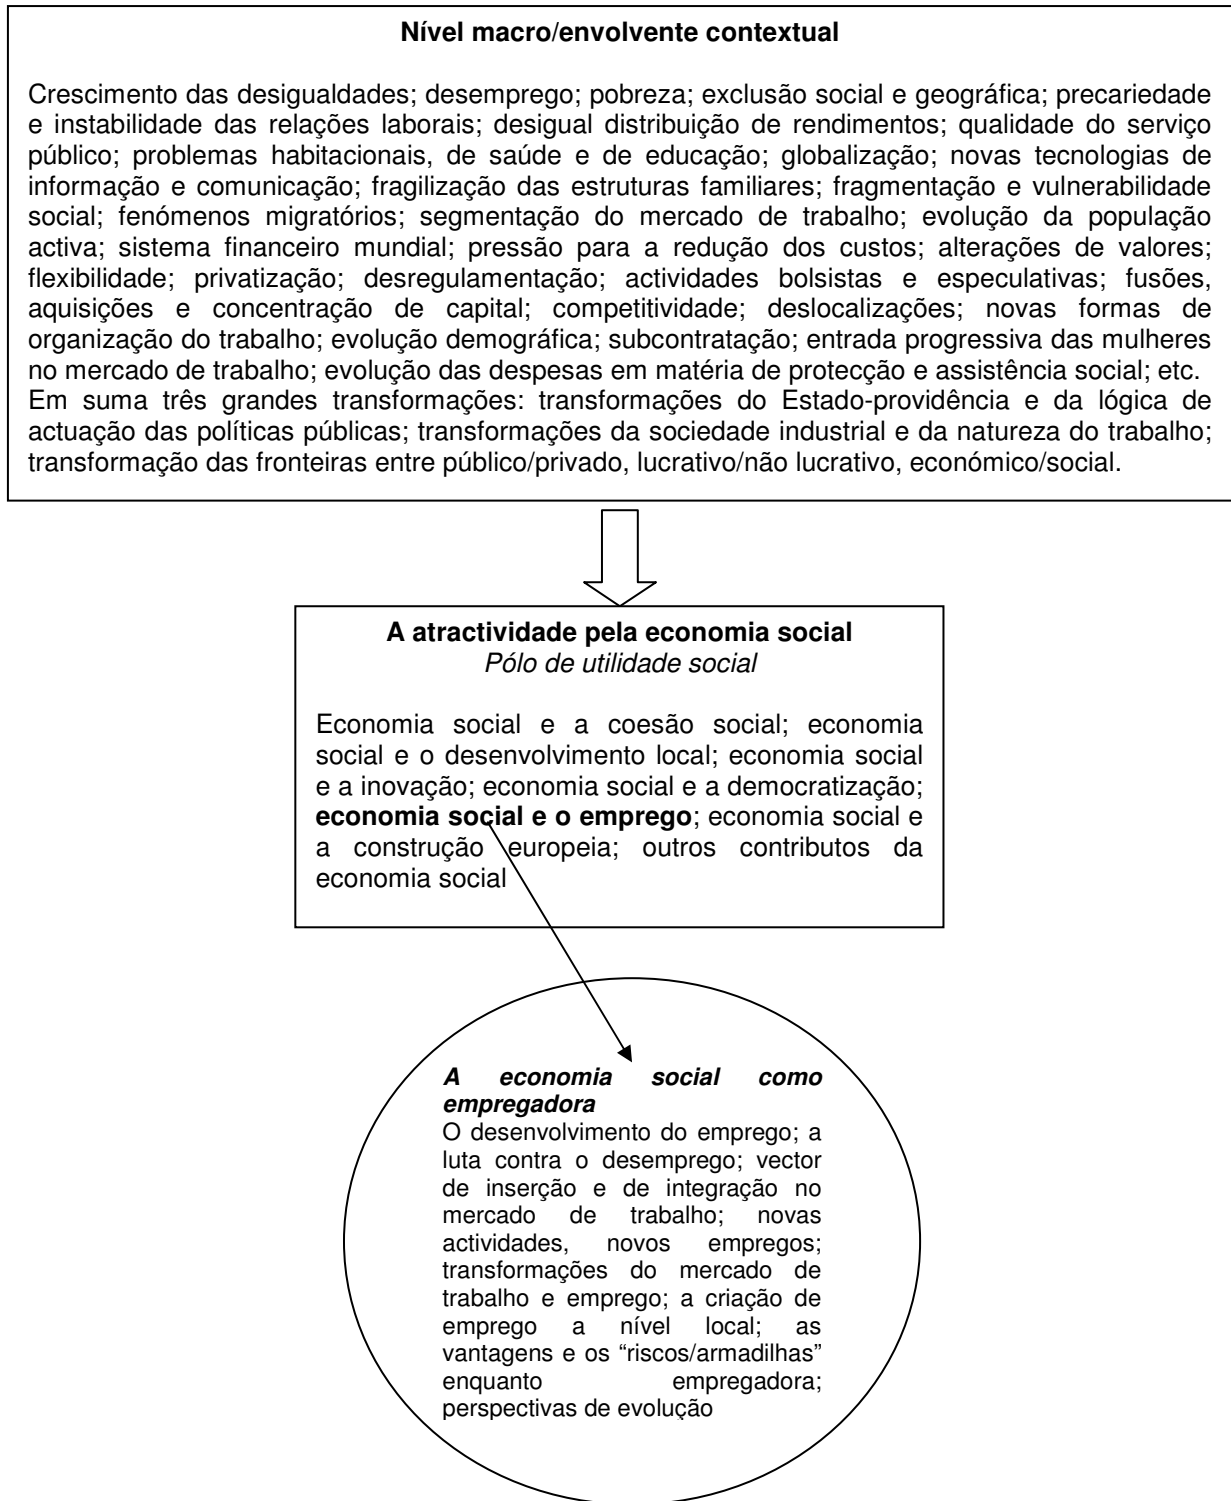 Nível macro/envolvente contextual
Crescimento das desigualdades; desemprego; pobreza; exclusão social e geográfica; precariedade
e instabilidade das relações laborais; desigual distribuição de rendimentos; qualidade do serviço
público; problemas habitacionais, de saúde e de educação; globalização; novas tecnologias de
informação e comunicação; fragilização das estruturas familiares; fragmentação e vulnerabilidade
social; fenómenos migratórios; segmentação do mercado de trabalho; evolução da população
activa; sistema financeiro mundial; pressão para a redução dos custos; alterações de valores;
flexibilidade; privatização; desregulamentação; actividades bolsistas e especulativas; fusões,
aquisições e concentração de capital; competitividade; deslocalizações; novas formas de
organização do trabalho; evolução demográfica; subcontratação; entrada progressiva das mulheres
no mercado de trabalho; evolução das despesas em matéria de protecção e assistência social; etc.
Em suma três grandes transformações: transformações do Estado-providência e da lógica de
actuação das políticas públicas; transformações da sociedade industrial e da natureza do trabalho;
transformação das fronteiras entre público/privado, lucrativo/não lucrativo, económico/social.
A atractividade pela economia social
Pólo de utilidade social
Economia social e a coesão social; economia
social e o desenvolvimento local; economia social
e a inovação; economia social e a democratização;
economia social e o emprego; economia social e
a construção europeia; outros contributos da
economia social
A economia social como
empregadora
O desenvolvimento do emprego; a
luta contra o desemprego; vector
de inserção e de integração no
mercado de trabalho; novas
actividades, novos empregos;
transformações do mercado de
trabalho e emprego; a criação de
emprego a nível local; as
vantagens e os “riscos/armadilhas”
enquanto empregadora;
perspectivas de evolução